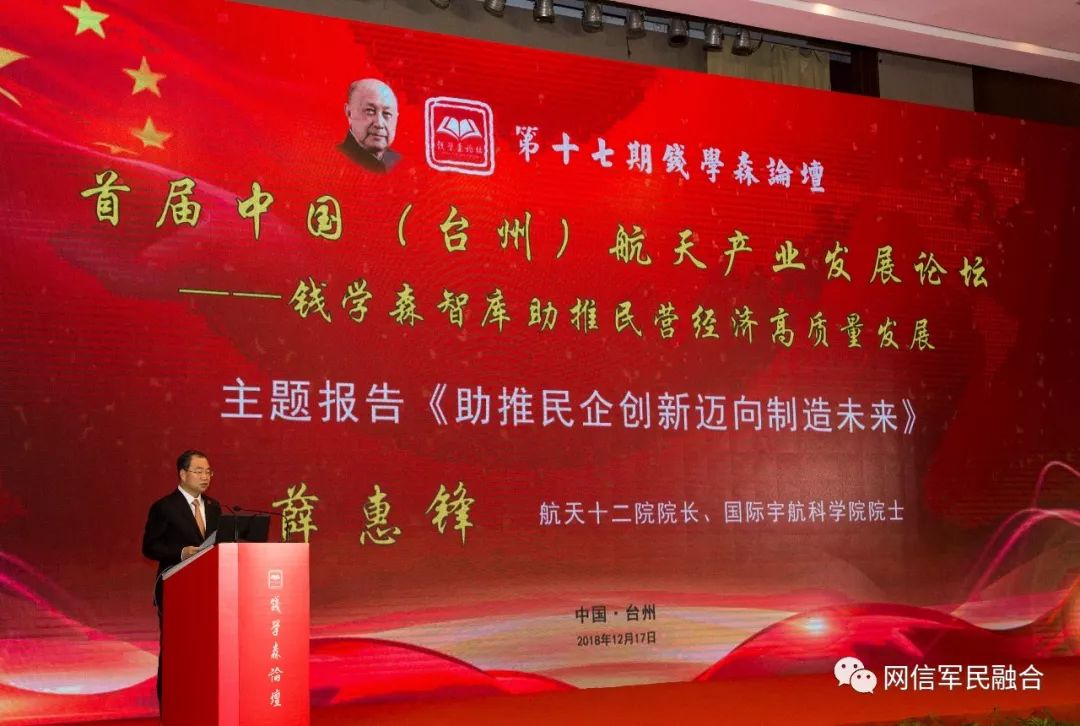 钱学森论坛
第十七期錢學森論壇
首届中国（台州）航天产业发展论坛
——钱学森智库助推民营经济高质量发展
主题报告《助推民企创新迈向制造未来》
薛惠锋
航天十二院院长、国际宇航科学院院士
中国·台州
2018年12月17日
錢學森論壇
网信军民融合